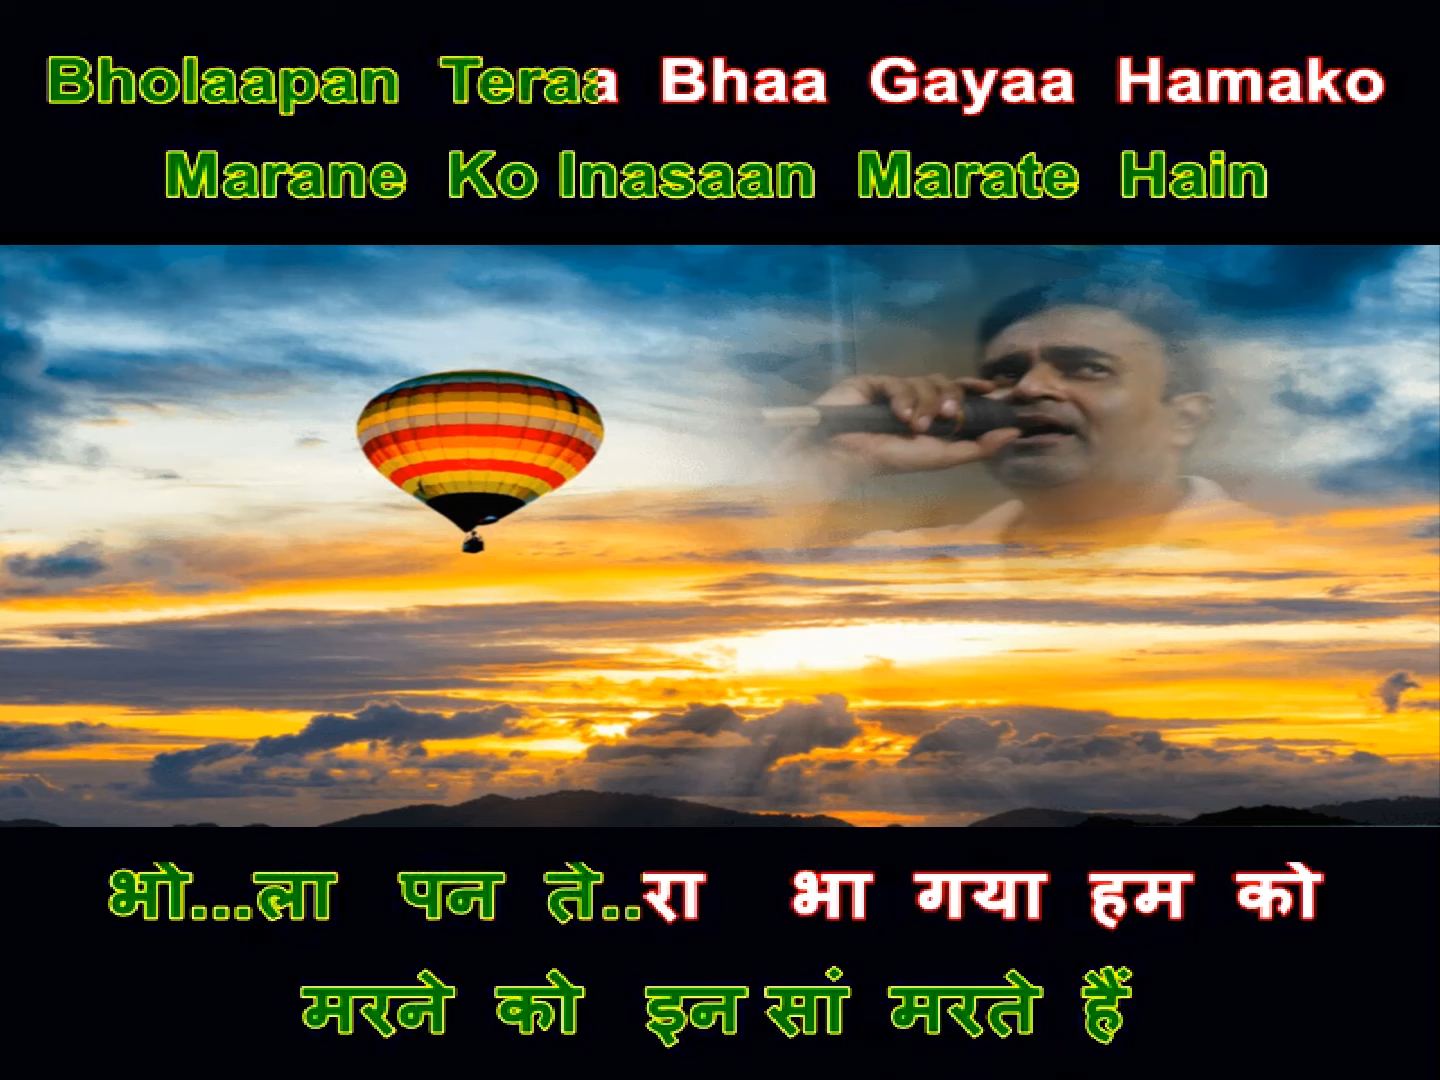 Bholaapan Teraa Bhaa Gayaa Hamako
Marane Ko Inasaan Marate Hain
भो...ला पन ते..रा भा गया हम को
मरने को इन सां मरते हैं